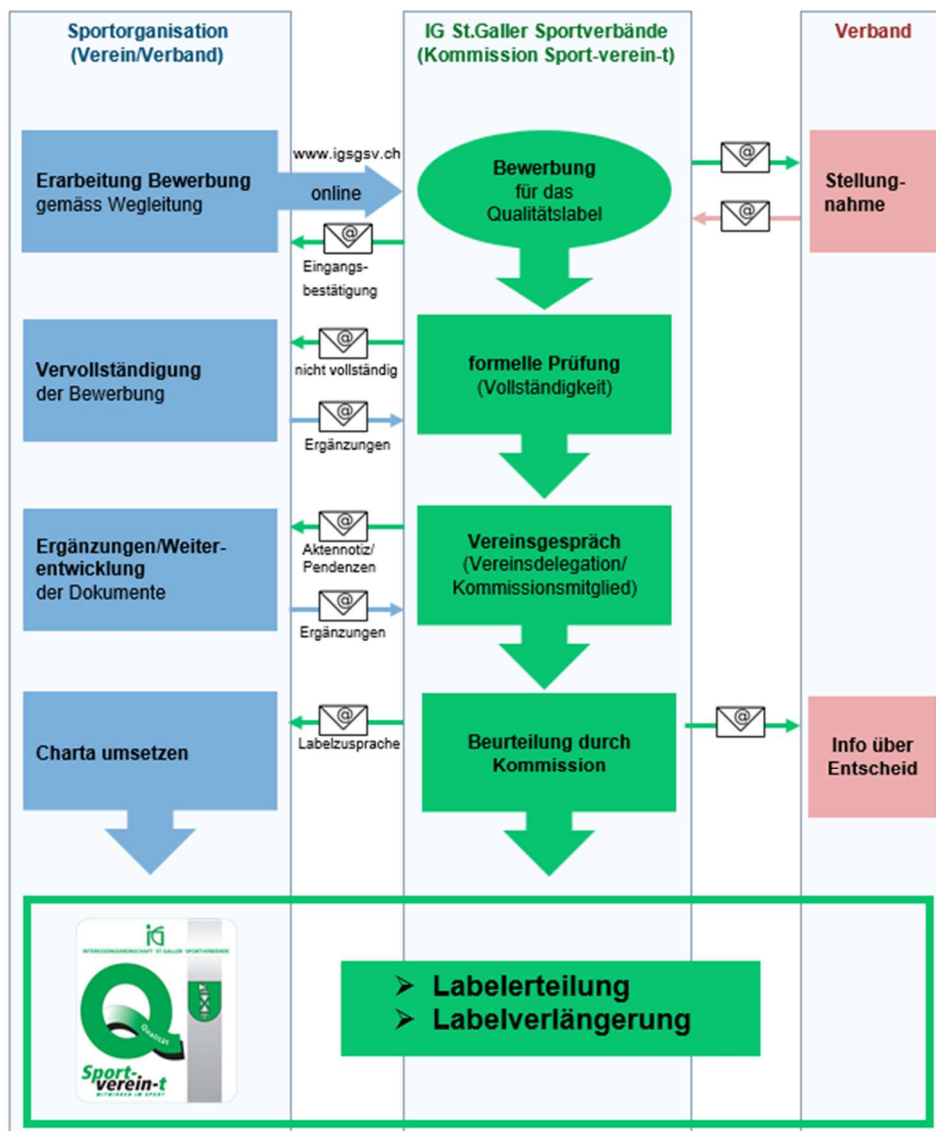 Sportorganisation
(Verein/Verband)
IG St.Galler Sportverbände
(Kommission Sport-verein-t)
Verband
Erarbeitung Bewerbung
gemäss Wegleitung
www.igsgsv.ch
online
@
Eingangs-
bestätigung
Bewerbung
für das
Qualitätslabel
@
@
Stellung-
nahme
Vervollständigung
der Bewerbung
@
nicht vollständig
@
Ergänzungen
formelle Prüfung
(Vollständigkeit)
Ergänzungen/Weiter-
entwicklung
der Dokumente
@
Aktennotiz/
Pendenzen
@
Ergänzungen
Vereinsgespräch
(Vereinsdelegation/
Kommissionsmitglied)
Charta umsetzen
@
Labelzusprache
Beurteilung durch
Kommission
@
Info über
Entscheid
iG
INTERESSENGEMEINSCHAFT ST.GALLER SPORTVERBÄNDE
Q
Qualität
Sport-
verein-t
MITWIRKEN IM SPORT
➢ Labelerteilung
➢ Labelverlängerung